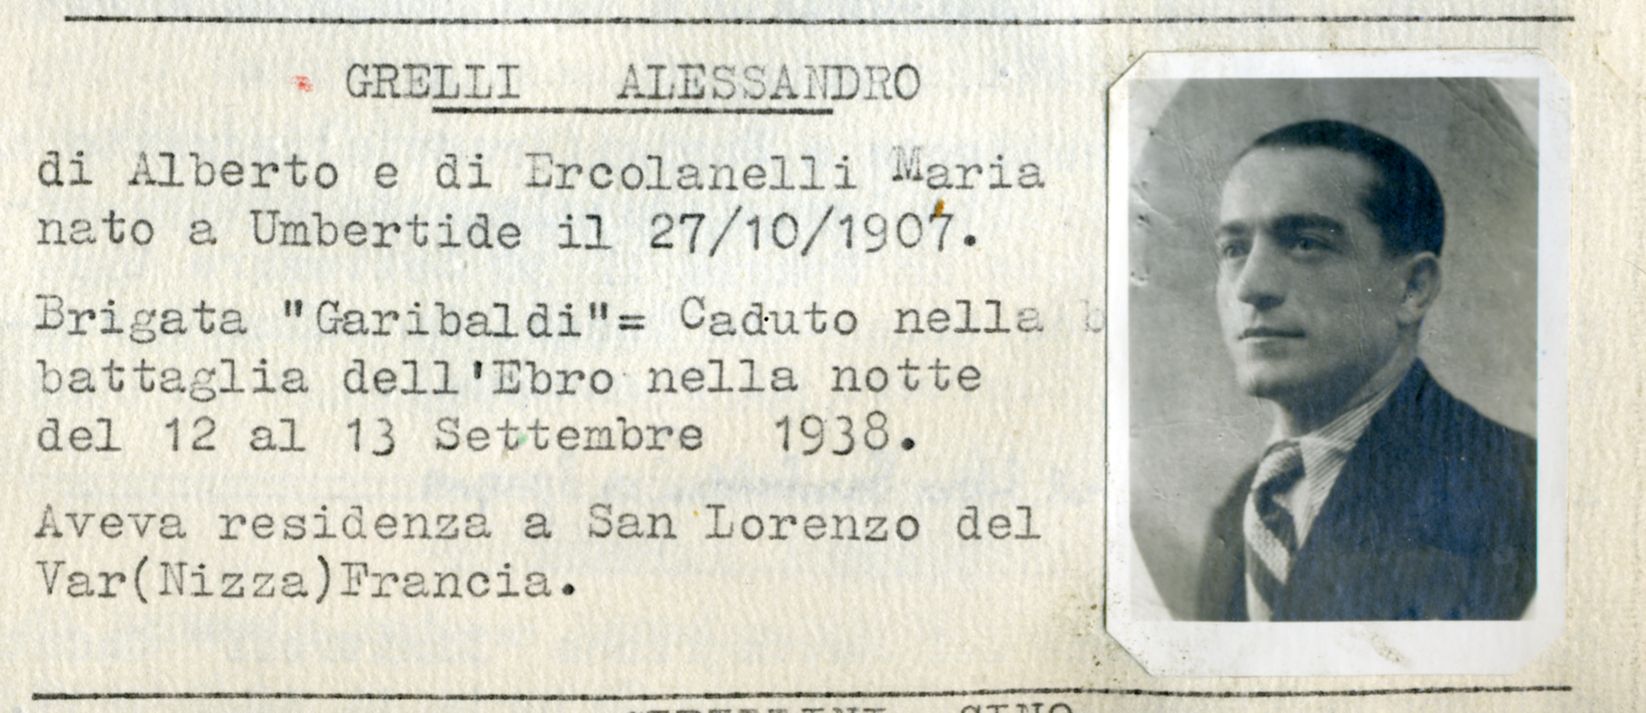 GRELLI ALESSANDRO
di Alberto e di Ercolanelli Maria
nato a Umbertide il 27/10/1907.
Brigata "Garibaldi"= Caduto nella b
battaglia dell'Ebro nella notte
del 12 al 13 Settembre 1938.
Aveva residenza a San Lorenzo del
Var(Nizza)Francia.
GINO